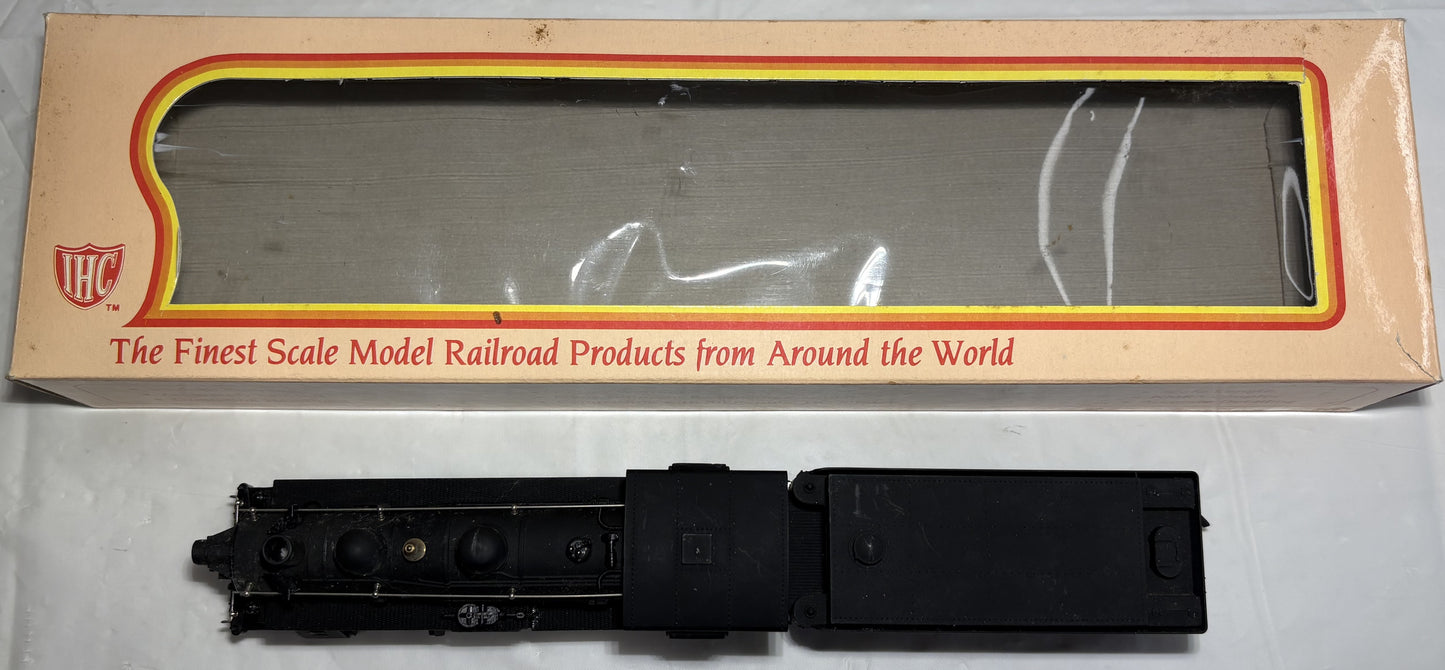 IHC
TM
The Finest Scale Model Railroad Products from Around the World